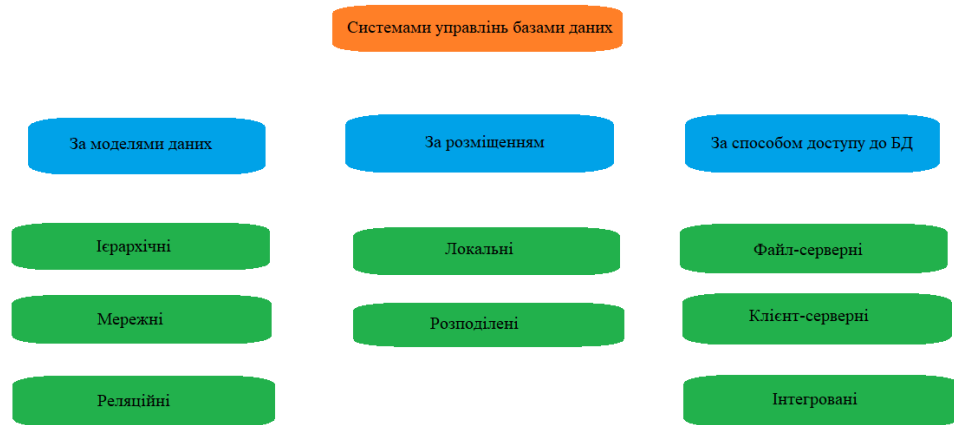 Системами управлінь базами даних
За моделями даних
За розміщенням
За способом доступу до БД
Ієрархічні
Локальні
Файл-серверні
Мережні
Розподілені
Клієнт-серверні
Реляційні
Інтегровані